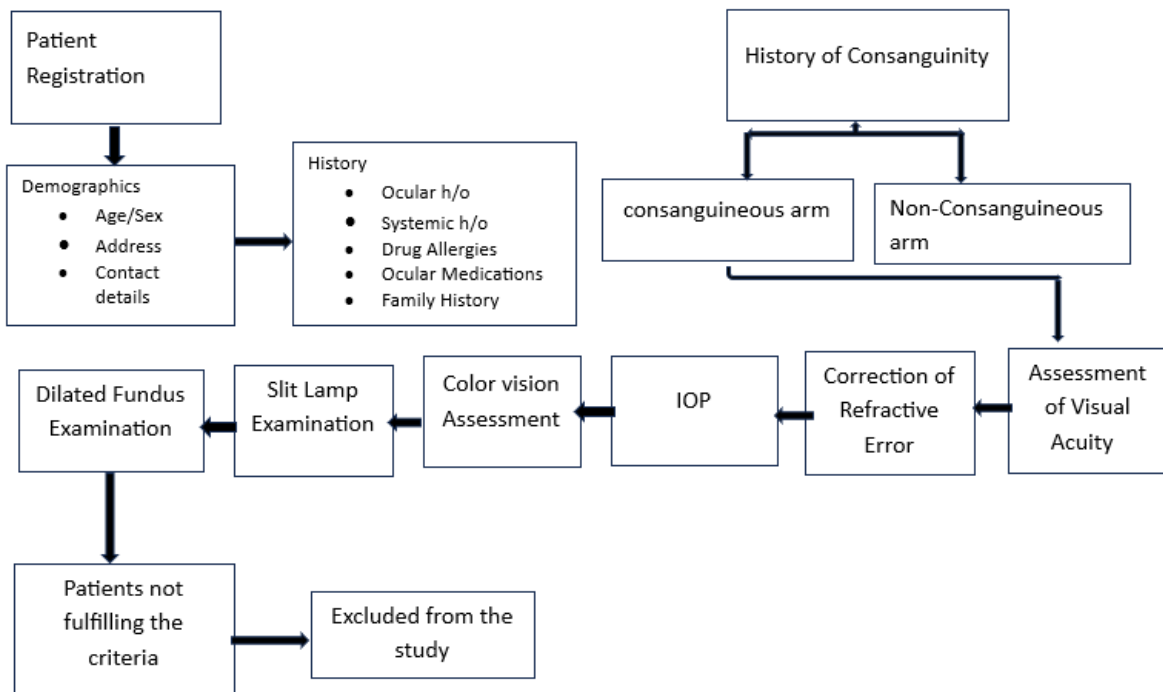 Patient
Registration
Demographics
● Age/Sex
● Address
● Contact
details
History
● Ocular h/o
● Systemic h/o
● Drug Allergies
● Ocular Medications
● Family History
History of Consanguinity
consanguineous arm
Non-Consanguineous
arm
Assessment
of Visual
Acuity
Correction of
Refractive
Error
IOP
Color vision
Assessment
Slit Lamp
Examination
Dilated Fundus
Examination
Patients not
fulfilling the
criteria
Excluded from the
study